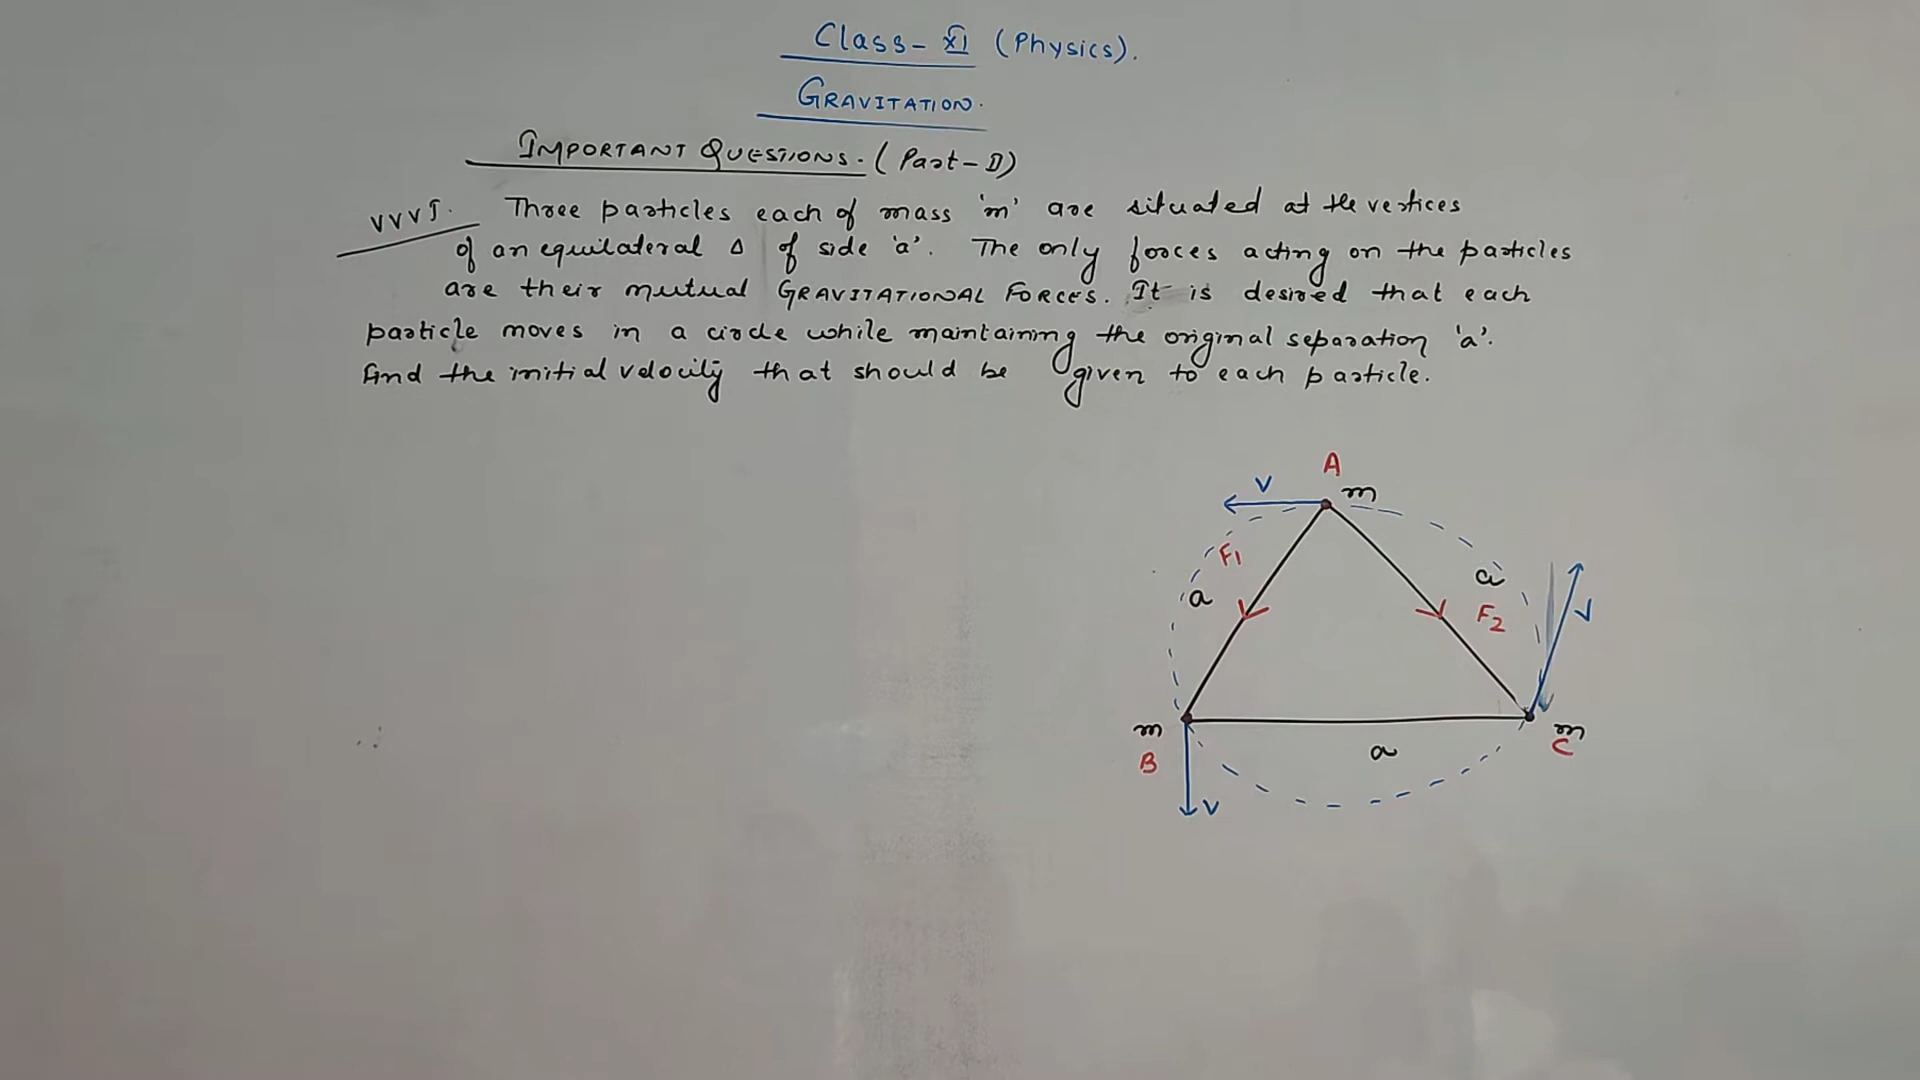 Class - XI (Physics).
GRAVITATION.
IMPORTANT QUESTIONS. (Part-I)
VVVI. Three particles each of mass 'm' are situated at the vertices
of an equilateral Δ of side 'a'. The only forces acting on the particles
are their mutual GRAVITATIONAL FORCES. It is desired that each
particle moves in a circle while maintaining the original separation 'a'.
Find the initial velocity that should be given to each particle.
A
V
m
F1
a
a
F2
V
m
B
V
a
m
C